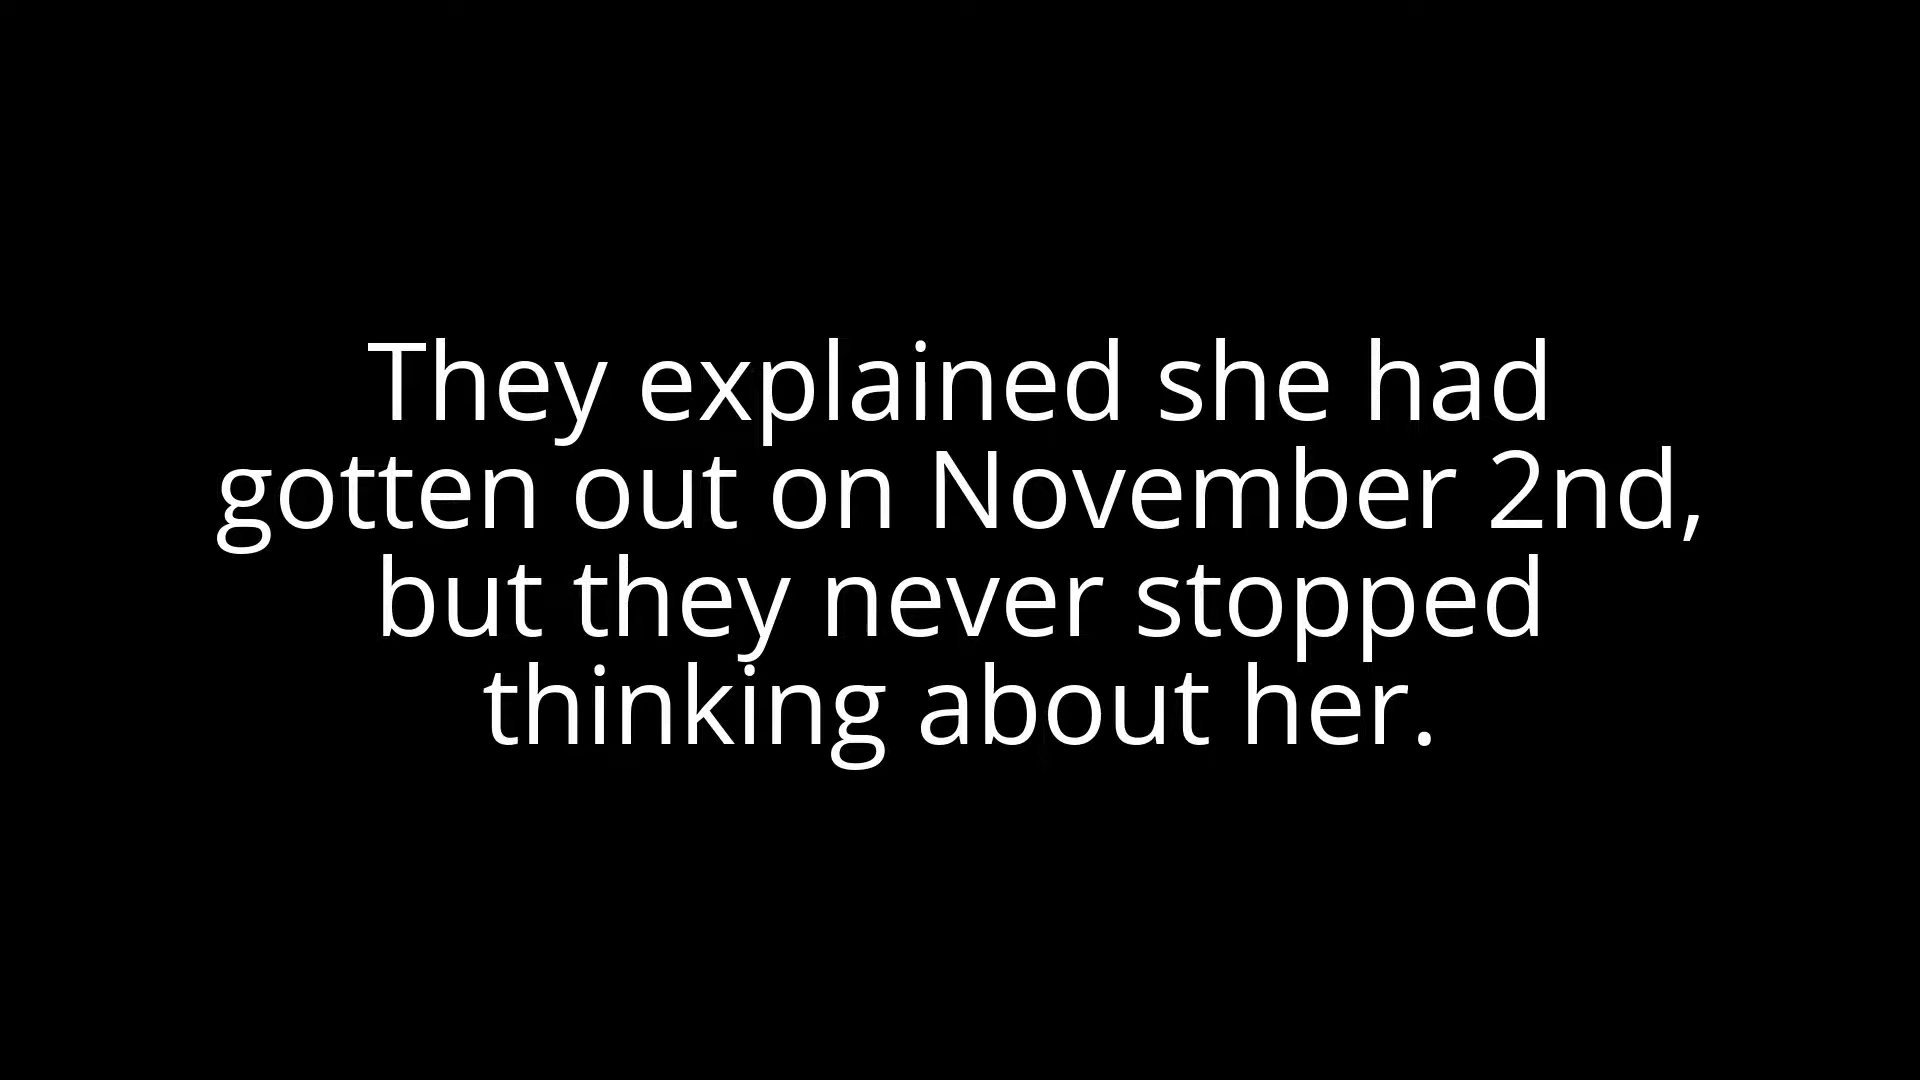 They explained she had
gotten out on November 2nd,
but they never stopped
thinking about her.